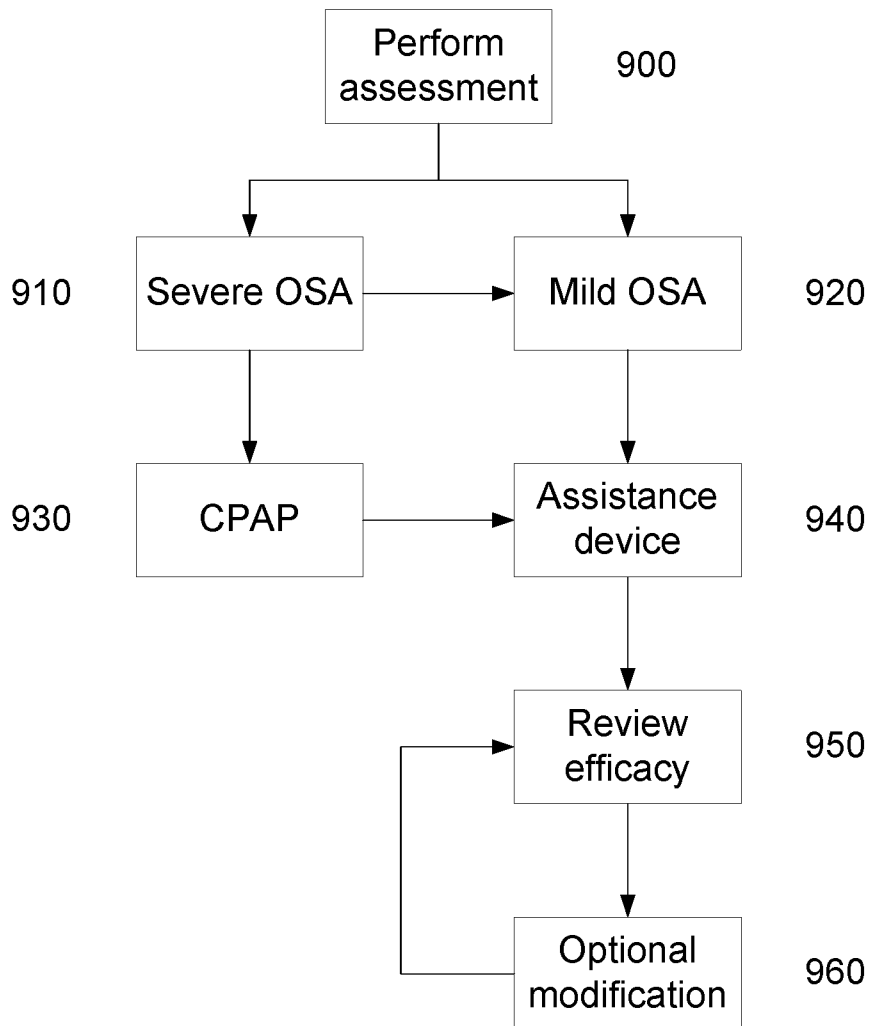 Perform
assessment
900
910
Severe OSA
Mild OSA
920
930
CPAP
Assistance
device
940
Review
efficacy
950
Optional
modification
960